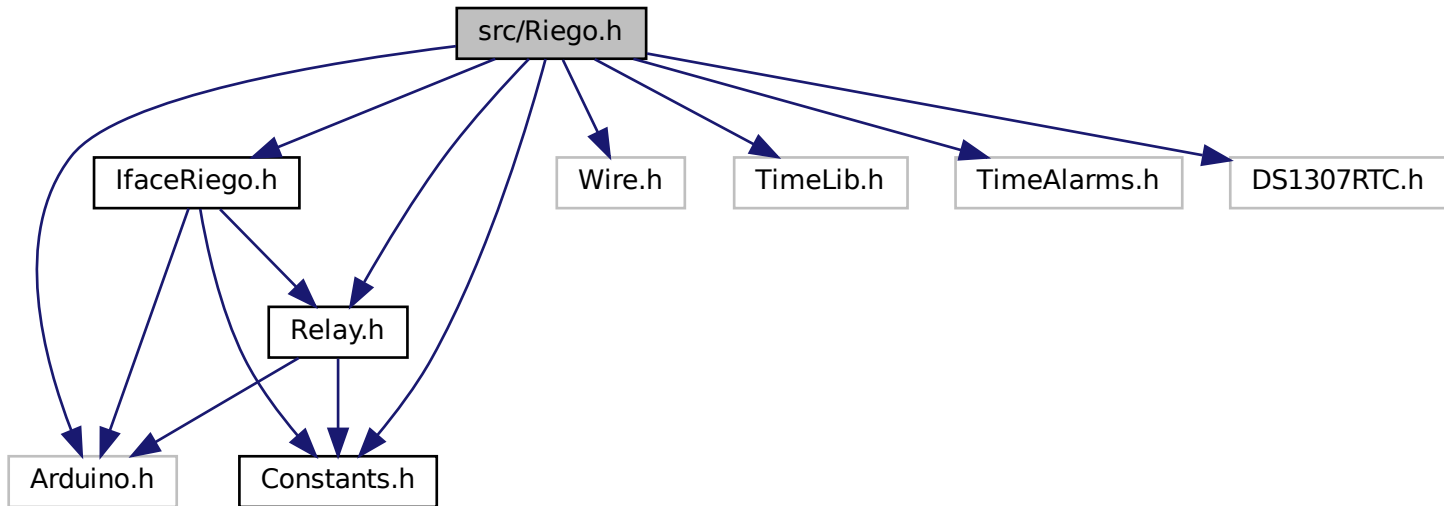 src/Riego.h
IfaceRiego.h
Wire.h
TimeLib.h
TimeAlarms.h
DS1307RTC.h
Relay.h
Arduino.h
Constants.h